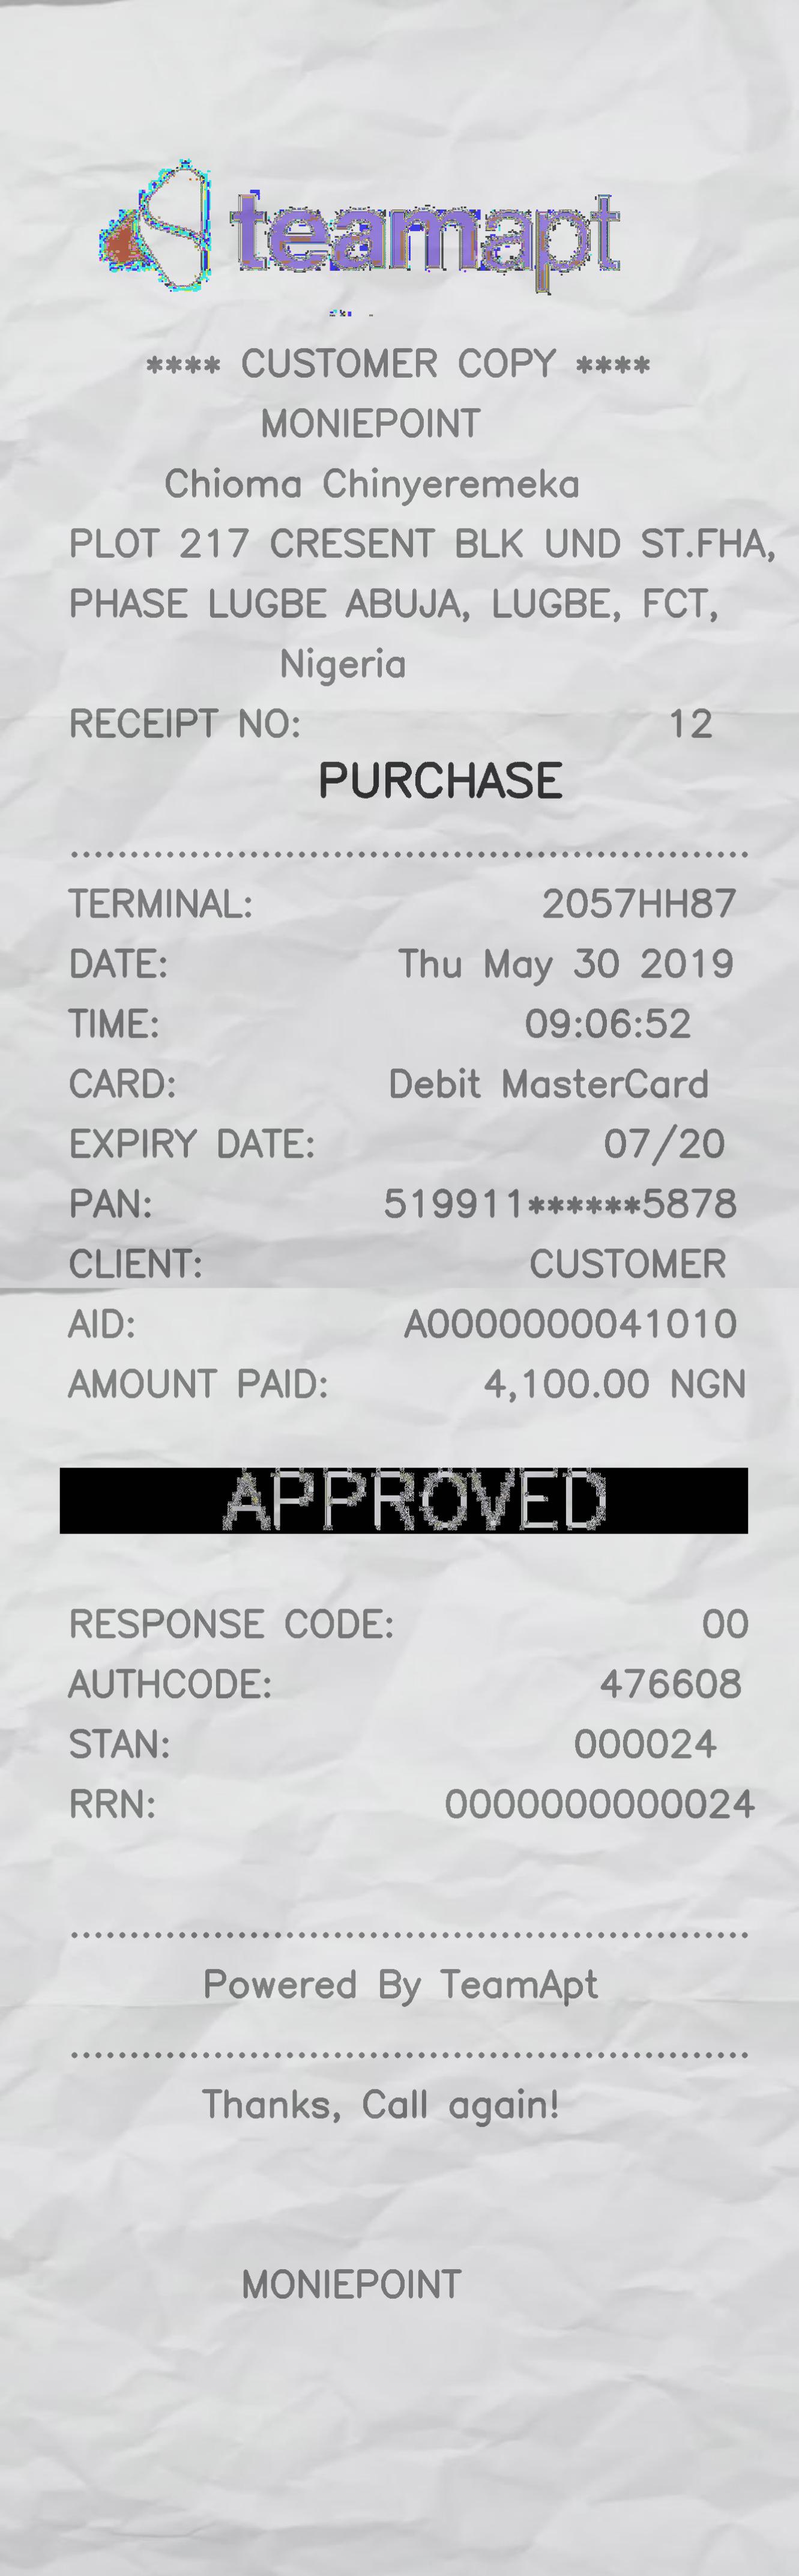 teamapt
**** CUSTOMER COPY ****
MONIEPOINT
Chioma Chinyeremeka
PLOT 217 CRESENT BLK UND ST.FHA,
PHASE LUGBE ABUJA, LUGBE, FCT,
Nigeria
RECEIPT NO: 12
PURCHASE
TERMINAL: 2057HH87
DATE: Thu May 30 2019
TIME: 09:06:52
CARD: Debit MasterCard
EXPIRY DATE: 07/20
PAN: 519911******5878
CLIENT: CUSTOMER
AID: A0000000041010
AMOUNT PAID: 4,100.00 NGN
APPROVED
RESPONSE CODE: 00
AUTHCODE: 476608
STAN: 000024
RRN: 0000000000024
Powered By TeamApt
Thanks, Call again!
MONIEPOINT